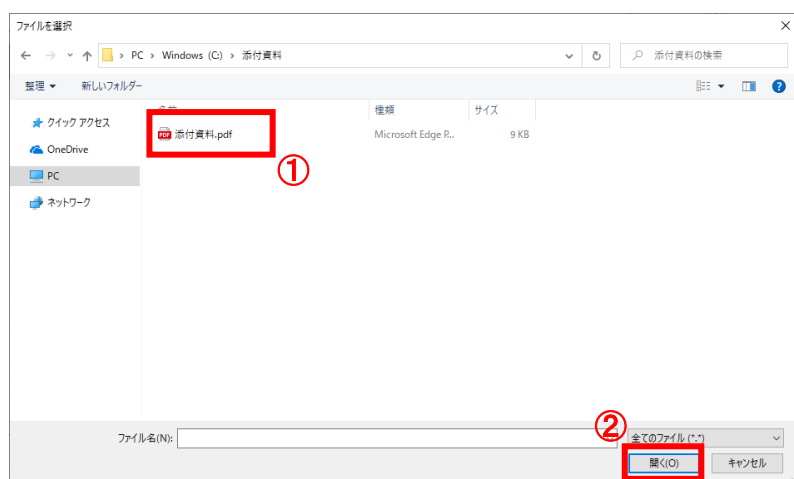 ファイルを選択
PC › Windows (C:) › 添付資料
添付資料の検索
整理 新しいフォルダー
種類 サイズ
クイック アクセス
添付資料.pdf Microsoft Edge P... 9 KB
①
OneDrive
PC
ネットワーク
②
ファイル名(N): 全てのファイル (*.*)
開く(O) キャンセル